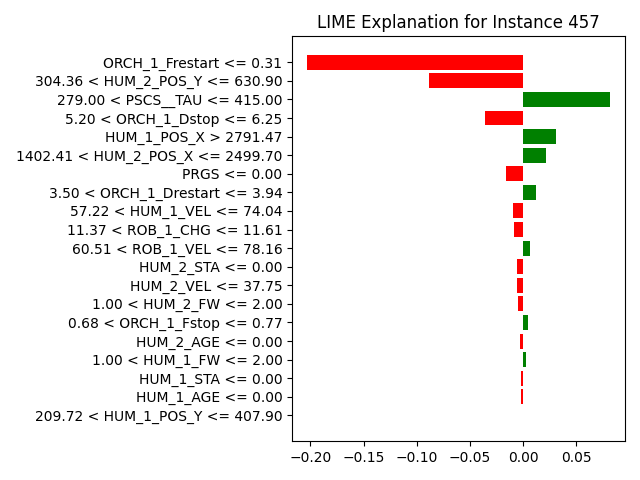 LIME Explanation for Instance 457
ORCH_1_Frestart <= 0.31
304.36 < HUM_2_POS_Y <= 630.90
279.00 < PSCS__TAU <= 415.00
5.20 < ORCH_1_Dstop <= 6.25
HUM_1_POS_X > 2791.47
1402.41 < HUM_2_POS_X <= 2499.70
PRGS <= 0.00
3.50 < ORCH_1_Drestart <= 3.94
57.22 < HUM_1_VEL <= 74.04
11.37 < ROB_1_CHG <= 11.61
60.51 < ROB_1_VEL <= 78.16
HUM_2_STA <= 0.00
HUM_2_VEL <= 37.75
1.00 < HUM_2_FW <= 2.00
0.68 < ORCH_1_Fstop <= 0.77
HUM_2_AGE <= 0.00
1.00 < HUM_1_FW <= 2.00
HUM_1_STA <= 0.00
HUM_1_AGE <= 0.00
209.72 < HUM_1_POS_Y <= 407.90
−0.20 −0.15 −0.10 −0.05 0.00 0.05